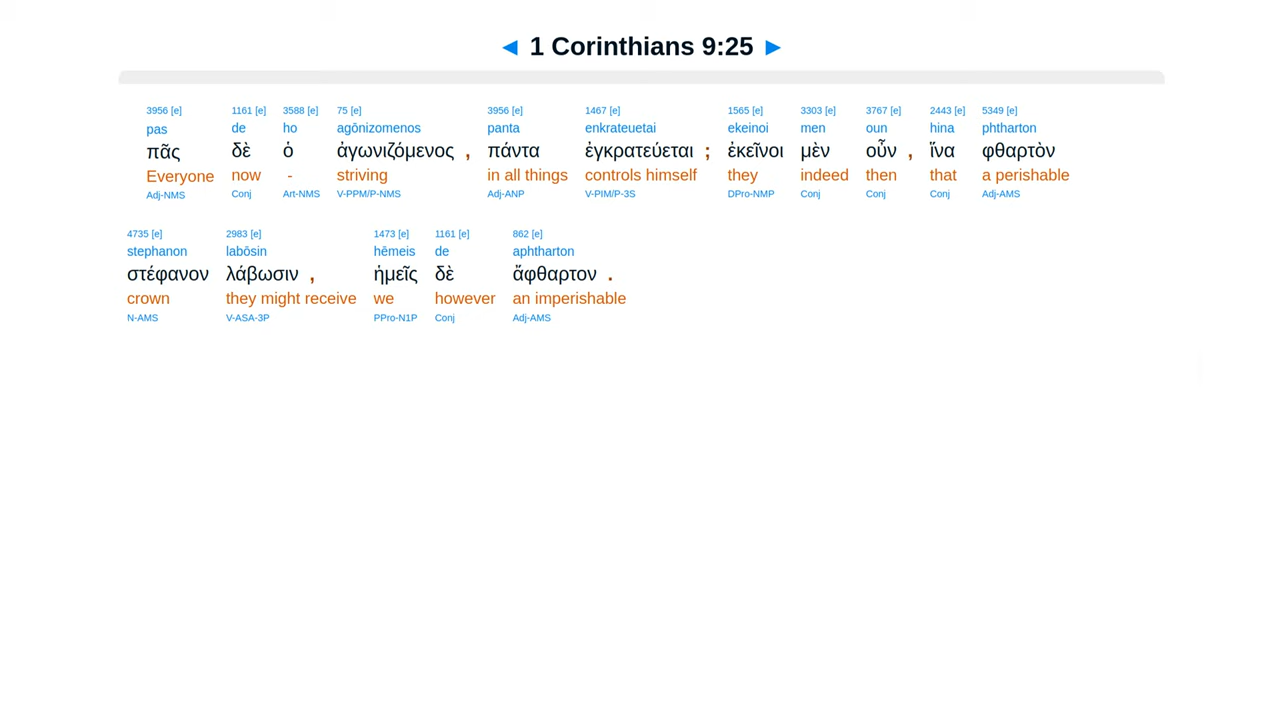 ◄ 1 Corinthians 9:25 ►
3956 [e] 1161 [e] 3588 [e] 75 [e] 3956 [e] 1467 [e] 1565 [e] 3303 [e] 3767 [e] 2443 [e] 5349 [e]
pas de ho agōnizomenos panta enkrateuetai ekeinoi men oun hina phtharton
πᾶς δὲ ὁ ἀγωνιζόμενος , πάντα ἐγκρατεύεται ; ἐκεῖνοι μὲν οὖν , ἵνα φθαρτὸν
Everyone now - striving in all things controls himself they indeed then that a perishable
Adj-NMS Conj Art-NMS V-PPM/P-NMS Adj-ANP V-PIM/P-3S DPro-NMP Conj Conj Conj Adj-AMS
4735 [e] 2983 [e] 1473 [e] 1161 [e] 862 [e]
stephanon labōsin hēmeis de aphtharton
στέφανον λάβωσιν , ἡμεῖς δὲ ἄφθαρτον .
crown they might receive we however an imperishable
N-AMS V-ASA-3P PPro-N1P Conj Adj-AMS